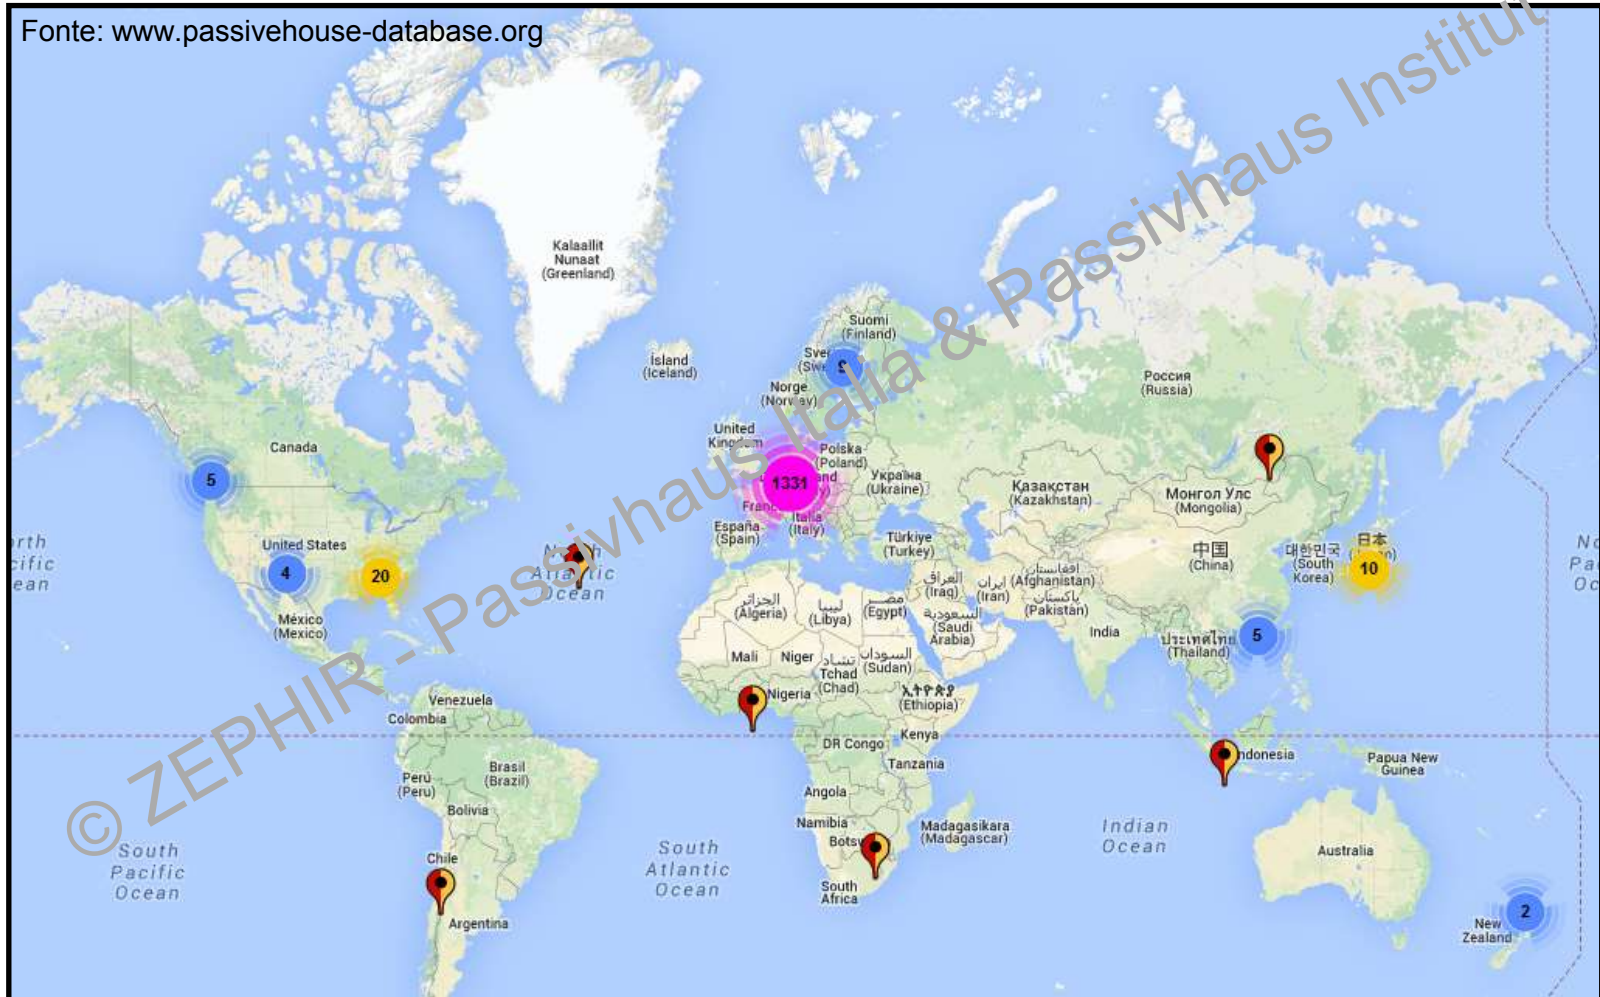 Fonte: www.passivehouse-database.org
© ZEPHIR - Passivhaus Italia & Passivhaus Institut
Kalaallit
Nunaat
(Greenland)
Ísland
(Iceland)
Suomi
(Finland)
9
Norge
(Norway)
Россия
(Russia)
United
Kingdom
Polska
(Poland)
1331
Україна
(Ukraine)
Italia
(Italy)
España
(Spain)
Türkiye
(Turkey)
Қазақстан
(Kazakhstan)
Монгол Улс
(Mongolia)
中国
(China)
대한민국
(South
Korea)
日本
10
Canada
5
United States
4
20
México
(Mexico)
North
Atlantic
Ocean
الجزائر
(Algeria)
ليبيا
(Libya)
مصر
(Egypt)
العراق
(Iraq)
ایران
(Iran)
افغانستان
(Afghanistan)
پاکستان
(Pakistan)
السعودية
(Saudi
Arabia)
India
ประเทศไทย
(Thailand)
5
Mali
Niger
تشاد
Tchad
(Chad)
السودان
(Sudan)
Nigeria
ኢትዮጵያ
(Ethiopia)
Venezuela
Colombia
DR Congo
Kenya
Tanzania
Indonesia
Papua New
Guinea
Perú
(Peru)
Brasil
(Brazil)
Bolivia
Angola
Namibia
Madagasikara
(Madagascar)
Indian
Ocean
Australia
South
Pacific
Ocean
Chile
South
Atlantic
Ocean
South
Africa
Argentina
2
New
Zealand